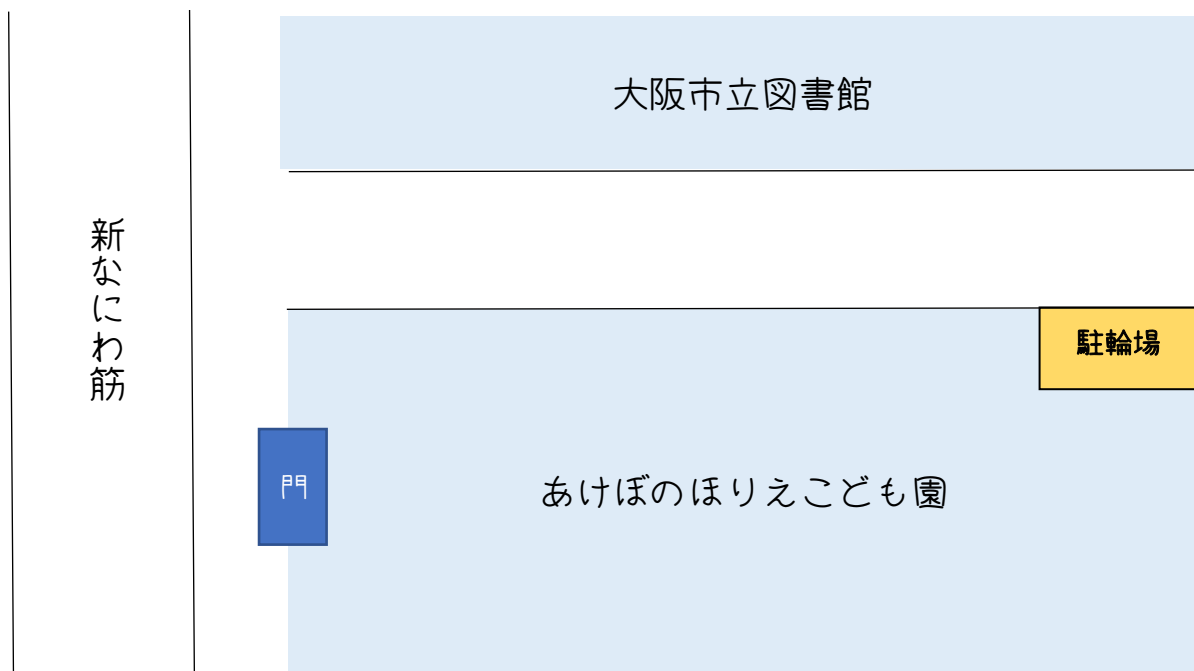 大阪市立図書館
新なにわ筋
駐輪場
門
あけぼのほりえこども園